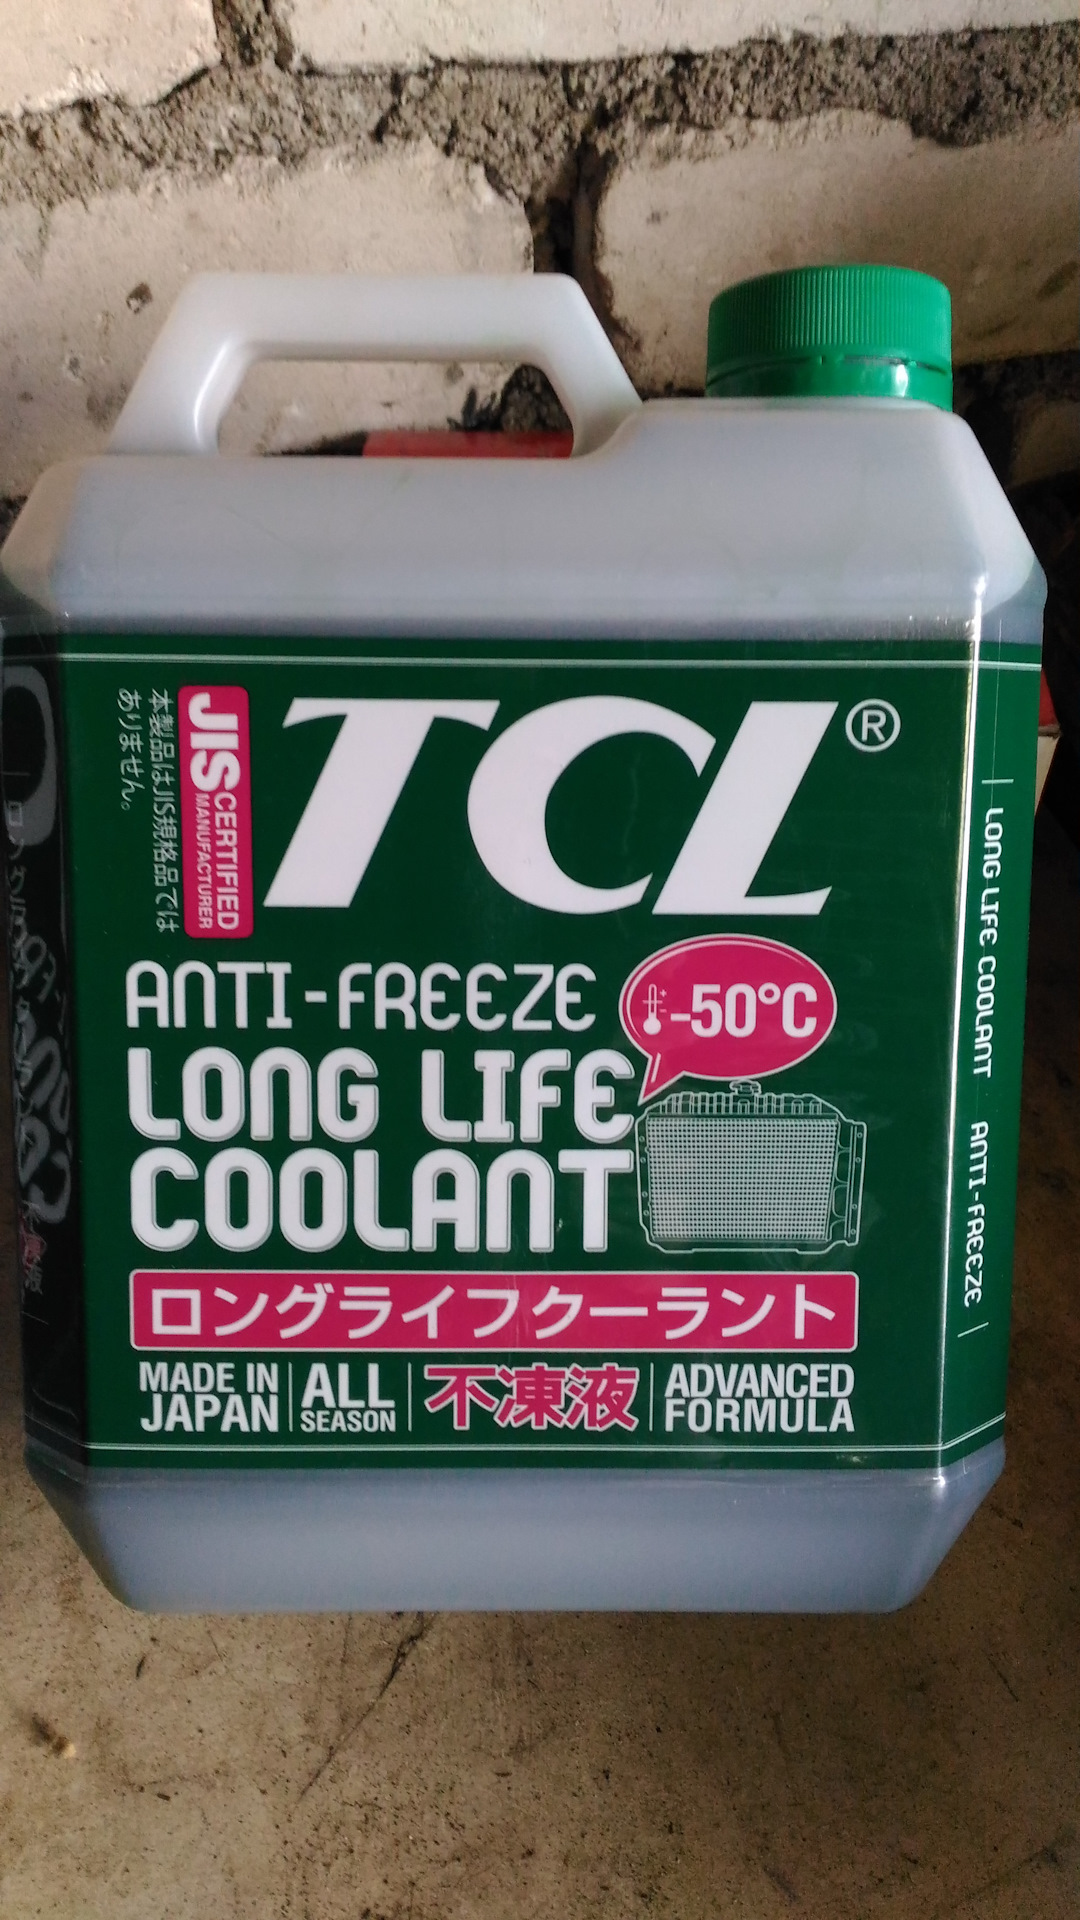 TCL®
JIS CERTIFIED
MANUFACTURER
本製品はJIS規格品では
ありません。
ANTI-FREEZE
-50°C
LONG LIFE
COOLANT
ロングライフクーラント
MADE IN
JAPAN
ALL
SEASON
不凍液
ADVANCED
FORMULA
LONG LIFE COOLANT ANTI-FREEZE